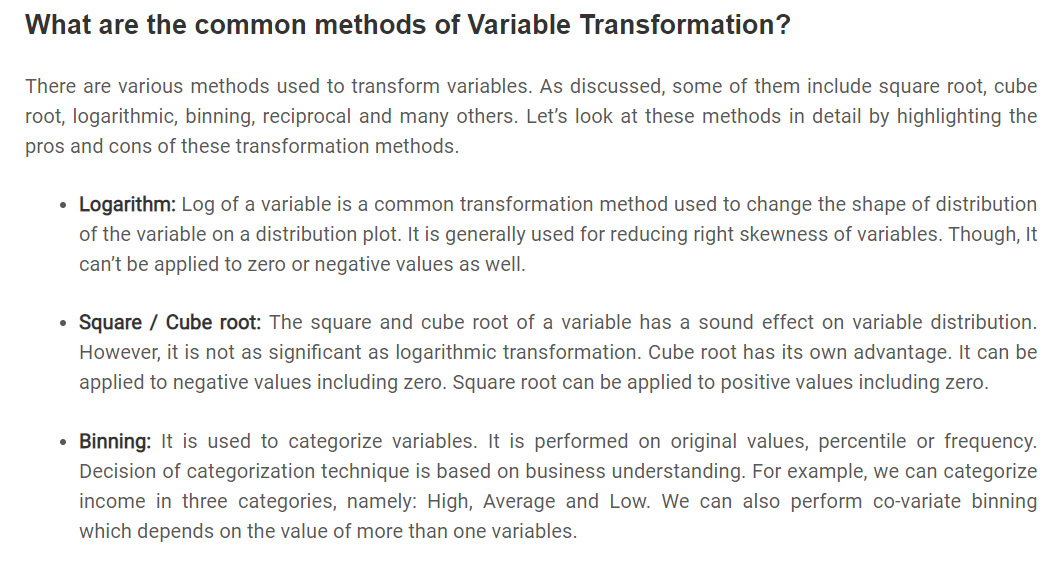 What are the common methods of Variable Transformation?
There are various methods used to transform variables. As discussed, some of them include square root, cube
root, logarithmic, binning, reciprocal and many others. Let’s look at these methods in detail by highlighting the
pros and cons of these transformation methods.
• Logarithm: Log of a variable is a common transformation method used to change the shape of distribution
of the variable on a distribution plot. It is generally used for reducing right skewness of variables. Though, It
can’t be applied to zero or negative values as well.
• Square / Cube root: The square and cube root of a variable has a sound effect on variable distribution.
However, it is not as significant as logarithmic transformation. Cube root has its own advantage. It can be
applied to negative values including zero. Square root can be applied to positive values including zero.
• Binning: It is used to categorize variables. It is performed on original values, percentile or frequency.
Decision of categorization technique is based on business understanding. For example, we can categorize
income in three categories, namely: High, Average and Low. We can also perform co-variate binning
which depends on the value of more than one variables.